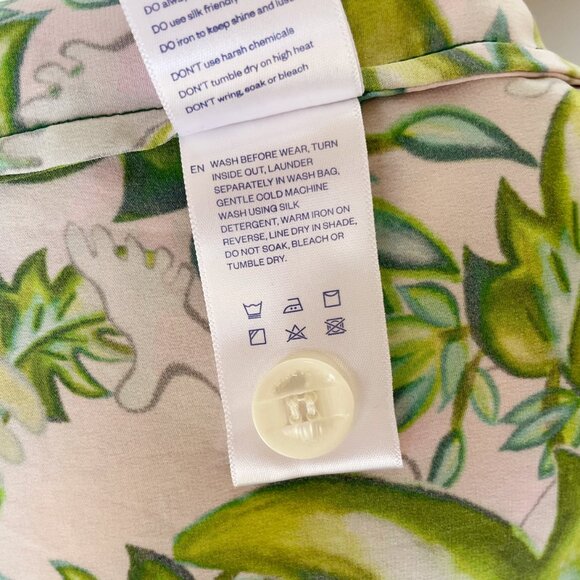 DO use silk friendly
DO iron to keep shine and
DON'T use harsh chemicals
DON'T tumble dry on high heat
DON'T wring, soak or bleach
EN WASH BEFORE WEAR, TURN
INSIDE OUT, LAUNDER
SEPARATELY IN WASH BAG,
GENTLE COLD MACHINE
WASH USING SILK
DETERGENT, WARM IRON ON
REVERSE, LINE DRY IN SHADE,
DO NOT SOAK, BLEACH OR
TUMBLE DRY.